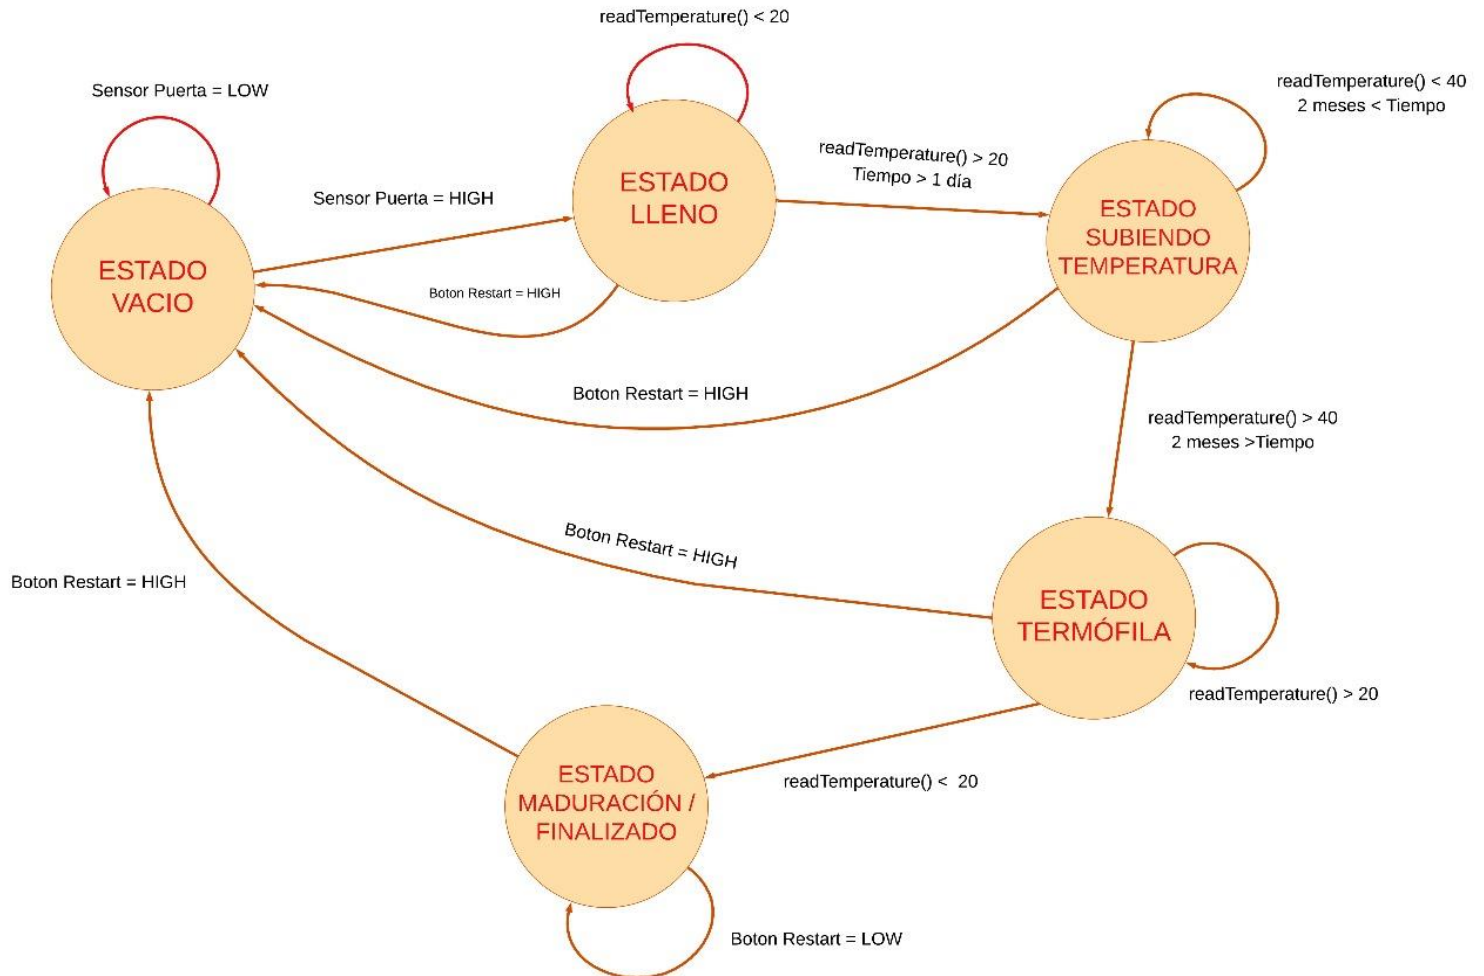 readTemperature() < 20
Sensor Puerta = LOW
readTemperature() < 40
2 meses < Tiempo
readTemperature() > 20
Tiempo > 1 día
ESTADO
LLENO
Sensor Puerta = HIGH
ESTADO
SUBIENDO
TEMPERATURA
ESTADO
VACIO
Boton Restart = HIGH
Boton Restart = HIGH
readTemperature() > 40
2 meses >Tiempo
Boton Restart = HIGH
Boton Restart = HIGH
ESTADO
TERMÓFILA
readTemperature() > 20
ESTADO
MADURACIÓN /
FINALIZADO
readTemperature() < 20
Boton Restart = LOW